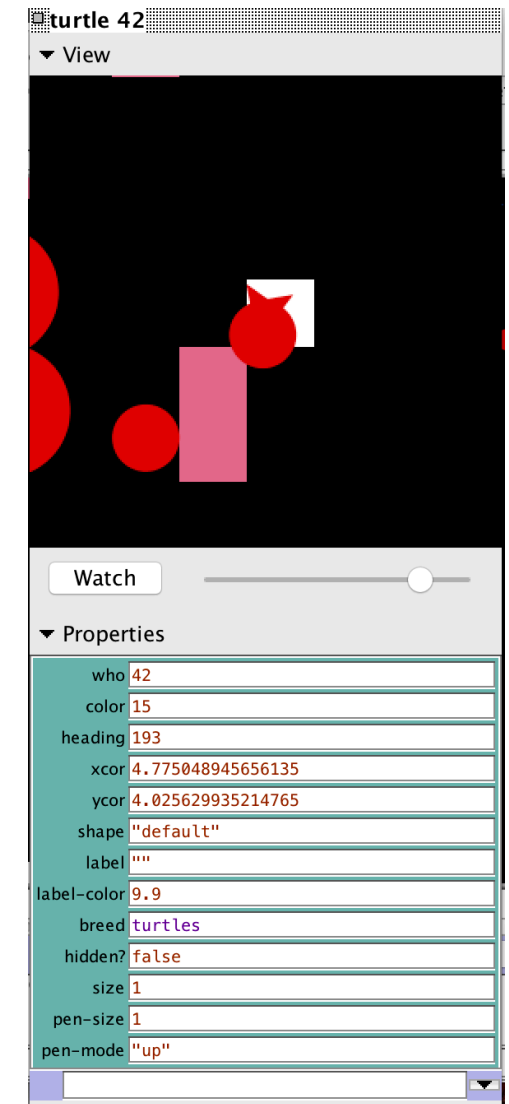 turtle 42
View
Watch
Properties
who 42
color 15
heading 193
xcor 4.775048945656135
ycor 4.025629935214765
shape "default"
label ""
label-color 9.9
breed turtles
hidden? false
size 1
pen-size 1
pen-mode "up"